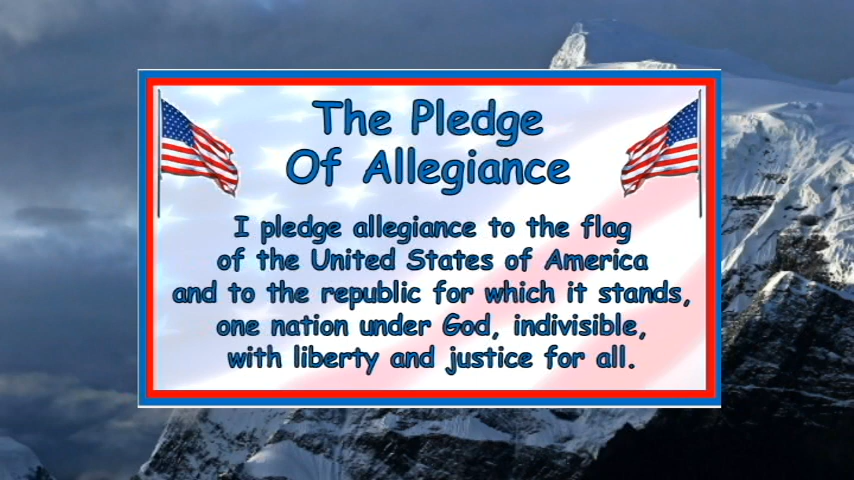 The Pledge
Of Allegiance
I pledge allegiance to the flag
of the United States of America
and to the republic for which it stands,
one nation under God, indivisible,
with liberty and justice for all.